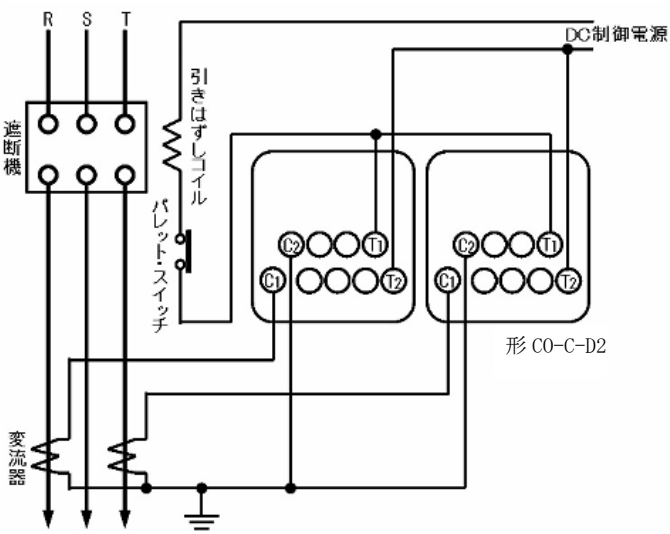 R S T
DC制御電源
引きはずしコイル
遮断機
パレット・スイッチ
C2 T1
C1 T2
C2 T1
C1 T2
形 CO-C-D2
変流器